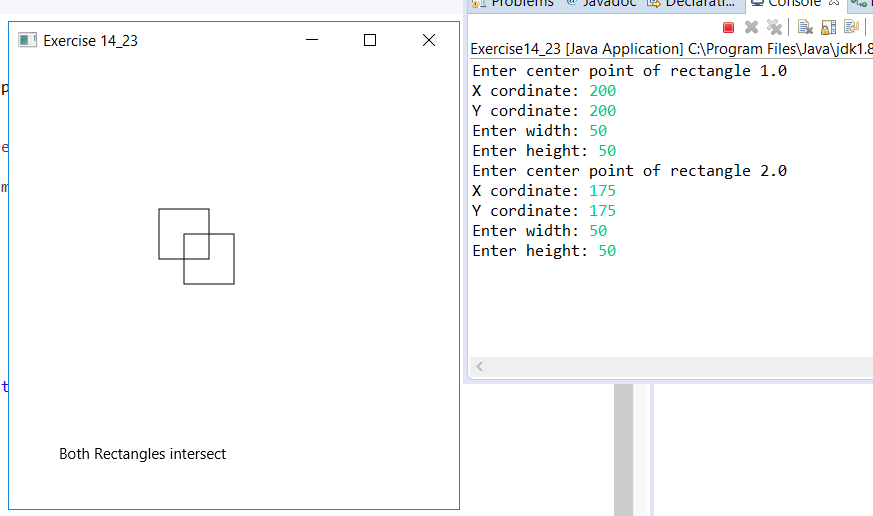 Exercise 14_23
Both Rectangles intersect
p
e
m
t
Problems @ Javadoc Declarati... Console
Exercise14_23 [Java Application] C:\Program Files\Java\jdk1.8
Enter center point of rectangle 1.0
X cordinate: 200
Y cordinate: 200
Enter width: 50
Enter height: 50
Enter center point of rectangle 2.0
X cordinate: 175
Y cordinate: 175
Enter width: 50
Enter height: 50